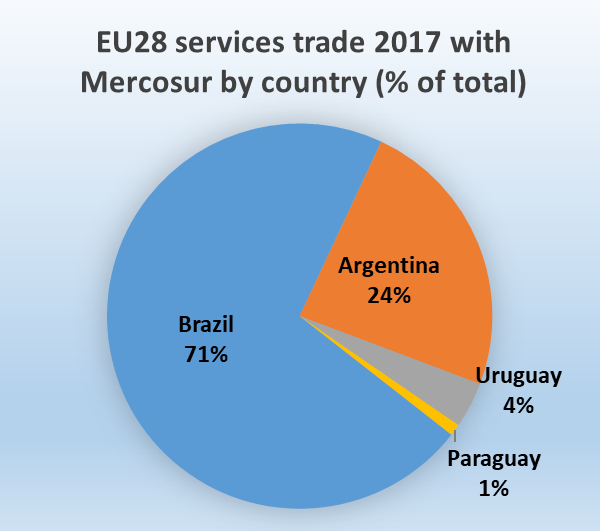 EU28 services trade 2017 with
Mercosur by country (% of total)
Argentina
24%
Brazil
71%
Uruguay
4%
Paraguay
1%